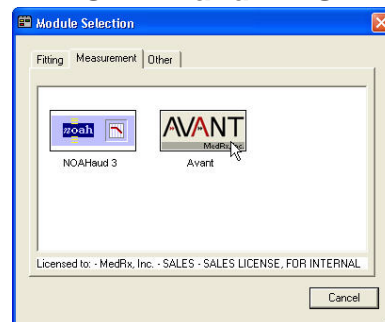 Module Selection
Fitting Measurement Other
noah AVANT
MedRx, Inc.
NOAHaud 3 Avant
Licensed to: - MedRx, Inc. - SALES - SALES LICENSE, FOR INTERNAL
Cancel